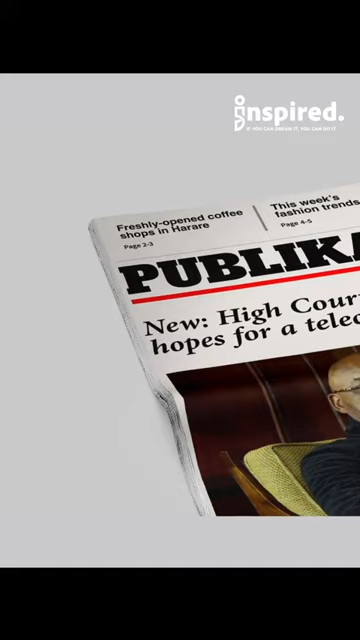 inspired.
IF YOU CAN DREAM IT, YOU CAN DO IT
Freshly-opened coffee
shops in Harare
Page 2-3
This week's
fashion trends
Page 4-5
PUBLIKA
New: High Cour
hopes for a telec